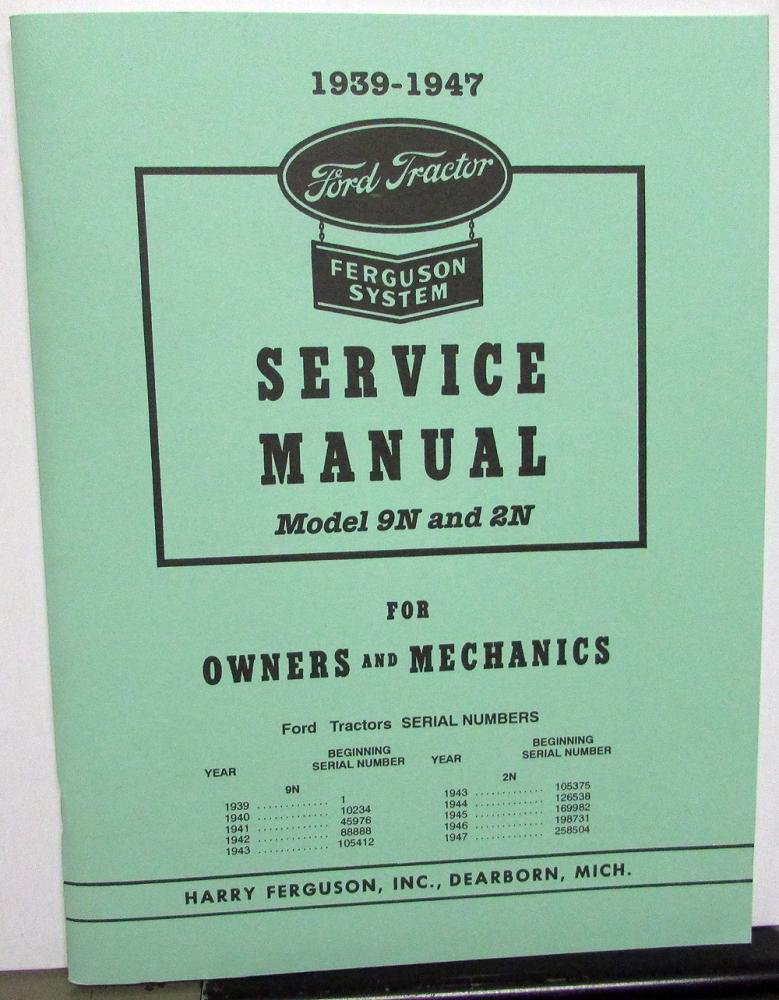 1939-1947
Ford Tractor
FERGUSON
SYSTEM
SERVICE
MANUAL
Model 9N and 2N
FOR
OWNERS AND MECHANICS
Ford Tractors SERIAL NUMBERS
YEAR BEGINNING SERIAL NUMBER YEAR BEGINNING SERIAL NUMBER
9N 2N
1939 ............. 1 1943 ............. 105375
1940 ............. 10234 1944 ............. 126538
1941 ............. 45976 1945 ............. 169982
1942 ............. 88888 1946 ............. 198731
1943 ............. 105412 1947 ............. 258504
HARRY FERGUSON, INC., DEARBORN, MICH.